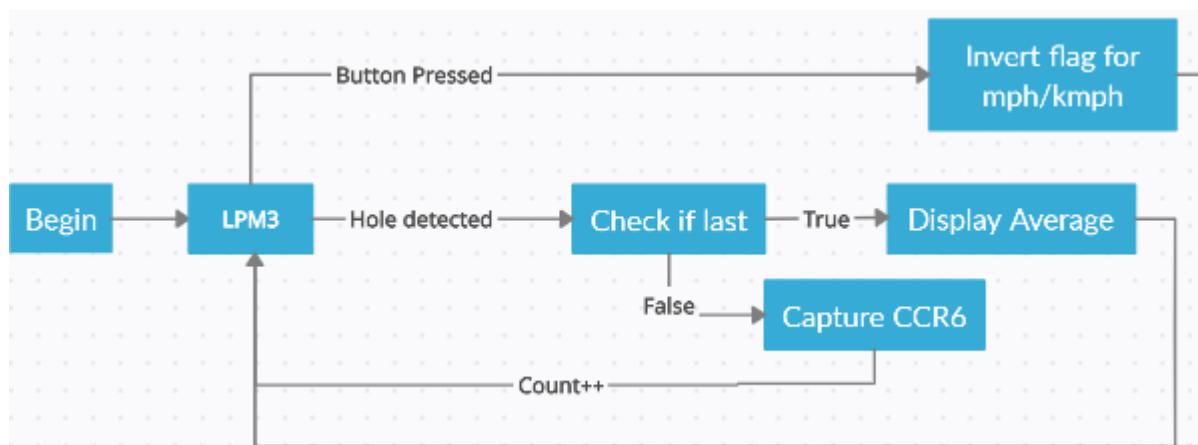 Button Pressed
Invert flag for
mph/kmph
Begin
LPM3
Hole detected
Check if last
True
Display Average
False
Capture CCR6
Count++